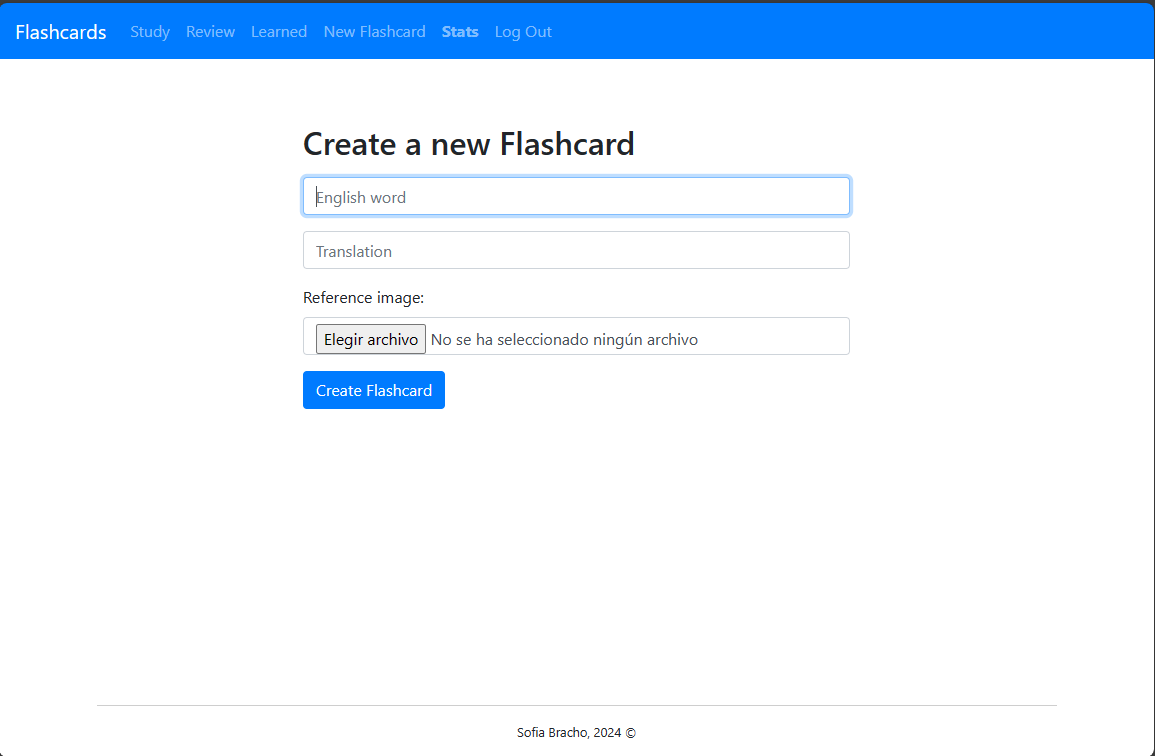 Flashcards Study Review Learned New Flashcard Stats Log Out
Create a new Flashcard
English word
Translation
Reference image:
Elegir archivo No se ha seleccionado ningún archivo
Create Flashcard
Sofia Bracho, 2024 ©